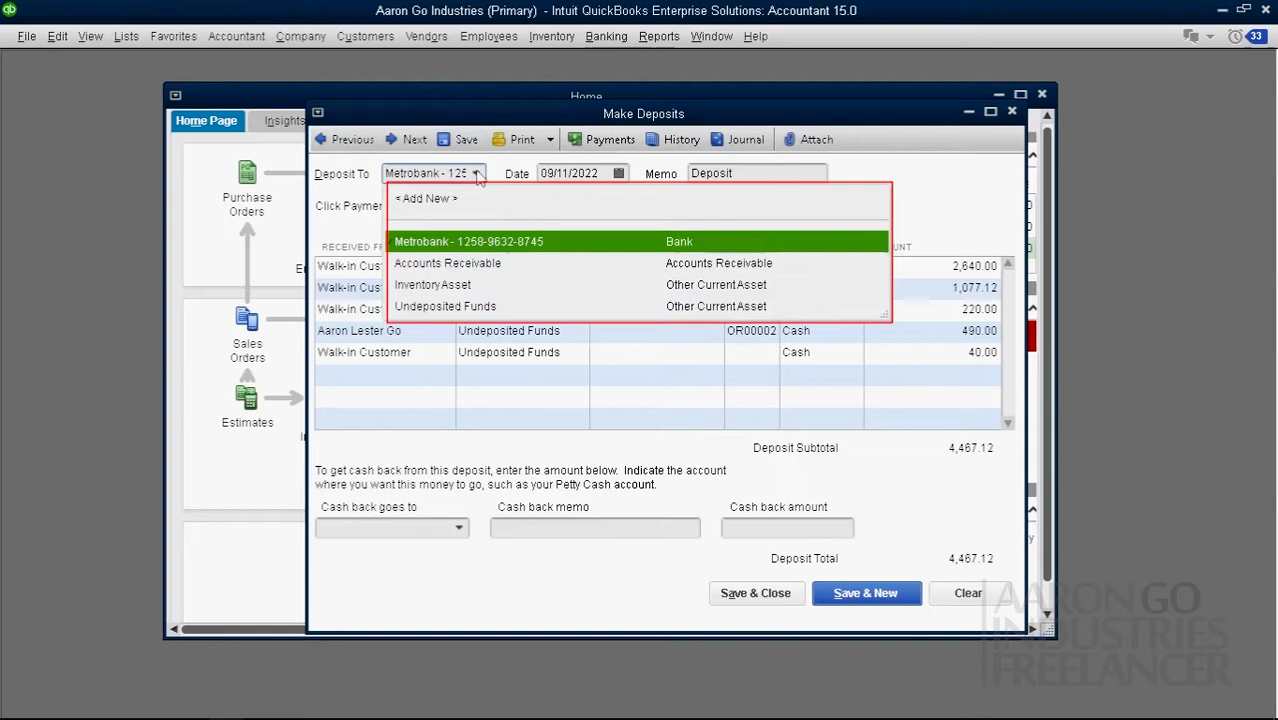 Aaron Go Industries (Primary) - Intuit QuickBooks Enterprise Solutions: Accountant 15.0
File Edit View Lists Favorites Accountant Company Customers Vendors Employees Inventory Banking Reports Window Help 33
Home
Home Page Insights
Make Deposits
Previous Next Save Print Payments History Journal Attach
Deposit To Metrobank - 125 Date 09/11/2022 Memo Deposit
Click Paymen
< Add New >
Metrobank - 1258-9632-8745 Bank
Accounts Receivable Accounts Receivable
Inventory Asset Other Current Asset
Undeposited Funds Other Current Asset
RECEIVED FR OUNT
Walk-in Cus 2,640.00
Walk-in Cus 1,077.12
Walk-in Cus 220.00
Aaron Lester Go Undeposited Funds OR00002 Cash 490.00
Walk-in Customer Undeposited Funds Cash 40.00
Deposit Subtotal 4,467.12
To get cash back from this deposit, enter the amount below. Indicate the account
where you want this money to go, such as your Petty Cash account.
Cash back goes to Cash back memo Cash back amount
Deposit Total 4,467.12
Save & Close Save & New Clear
Purchase
Orders
Sales
Orders
Estimates
AARON GO
INDUSTRIES
FREELANCER